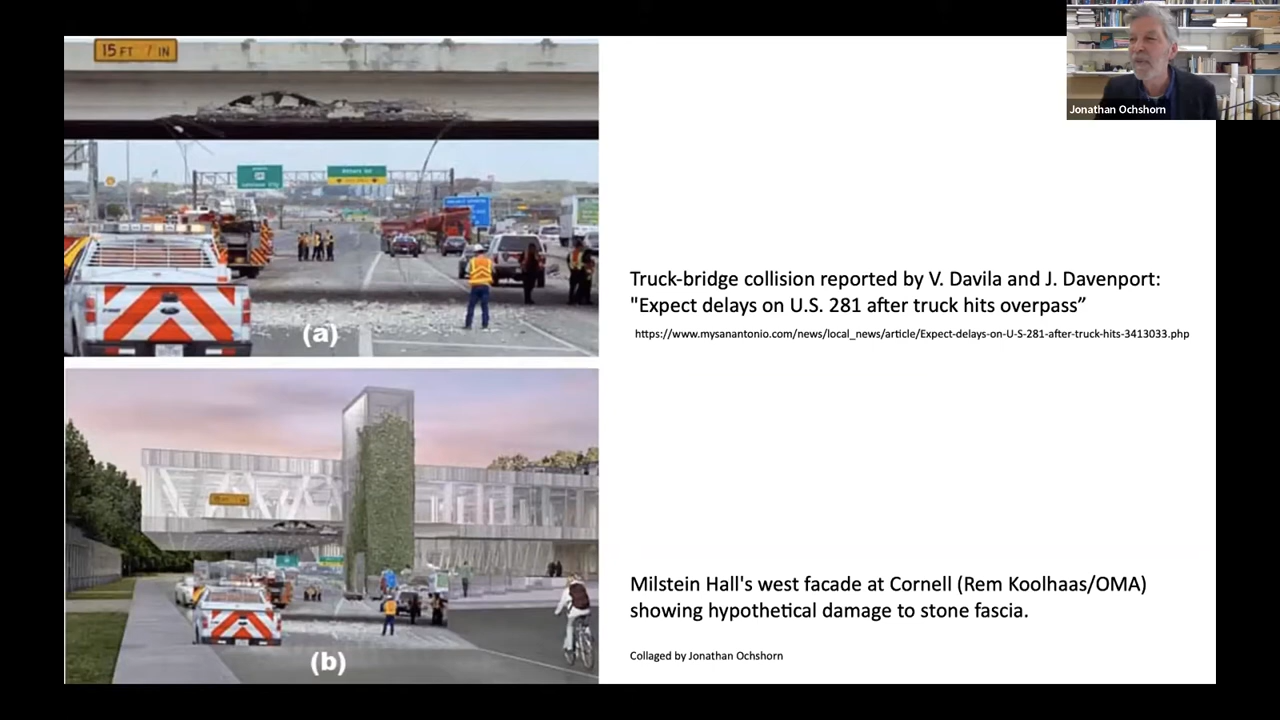 Jonathan Ochshorn
15 FT / IN
(a)
Truck-bridge collision reported by V. Davila and J. Davenport:
"Expect delays on U.S. 281 after truck hits overpass”
https://www.mysanantonio.com/news/local_news/article/Expect-delays-on-U-S-281-after-truck-hits-3413033.php
(b)
Milstein Hall's west facade at Cornell (Rem Koolhaas/OMA)
showing hypothetical damage to stone fascia.
Collaged by Jonathan Ochshorn